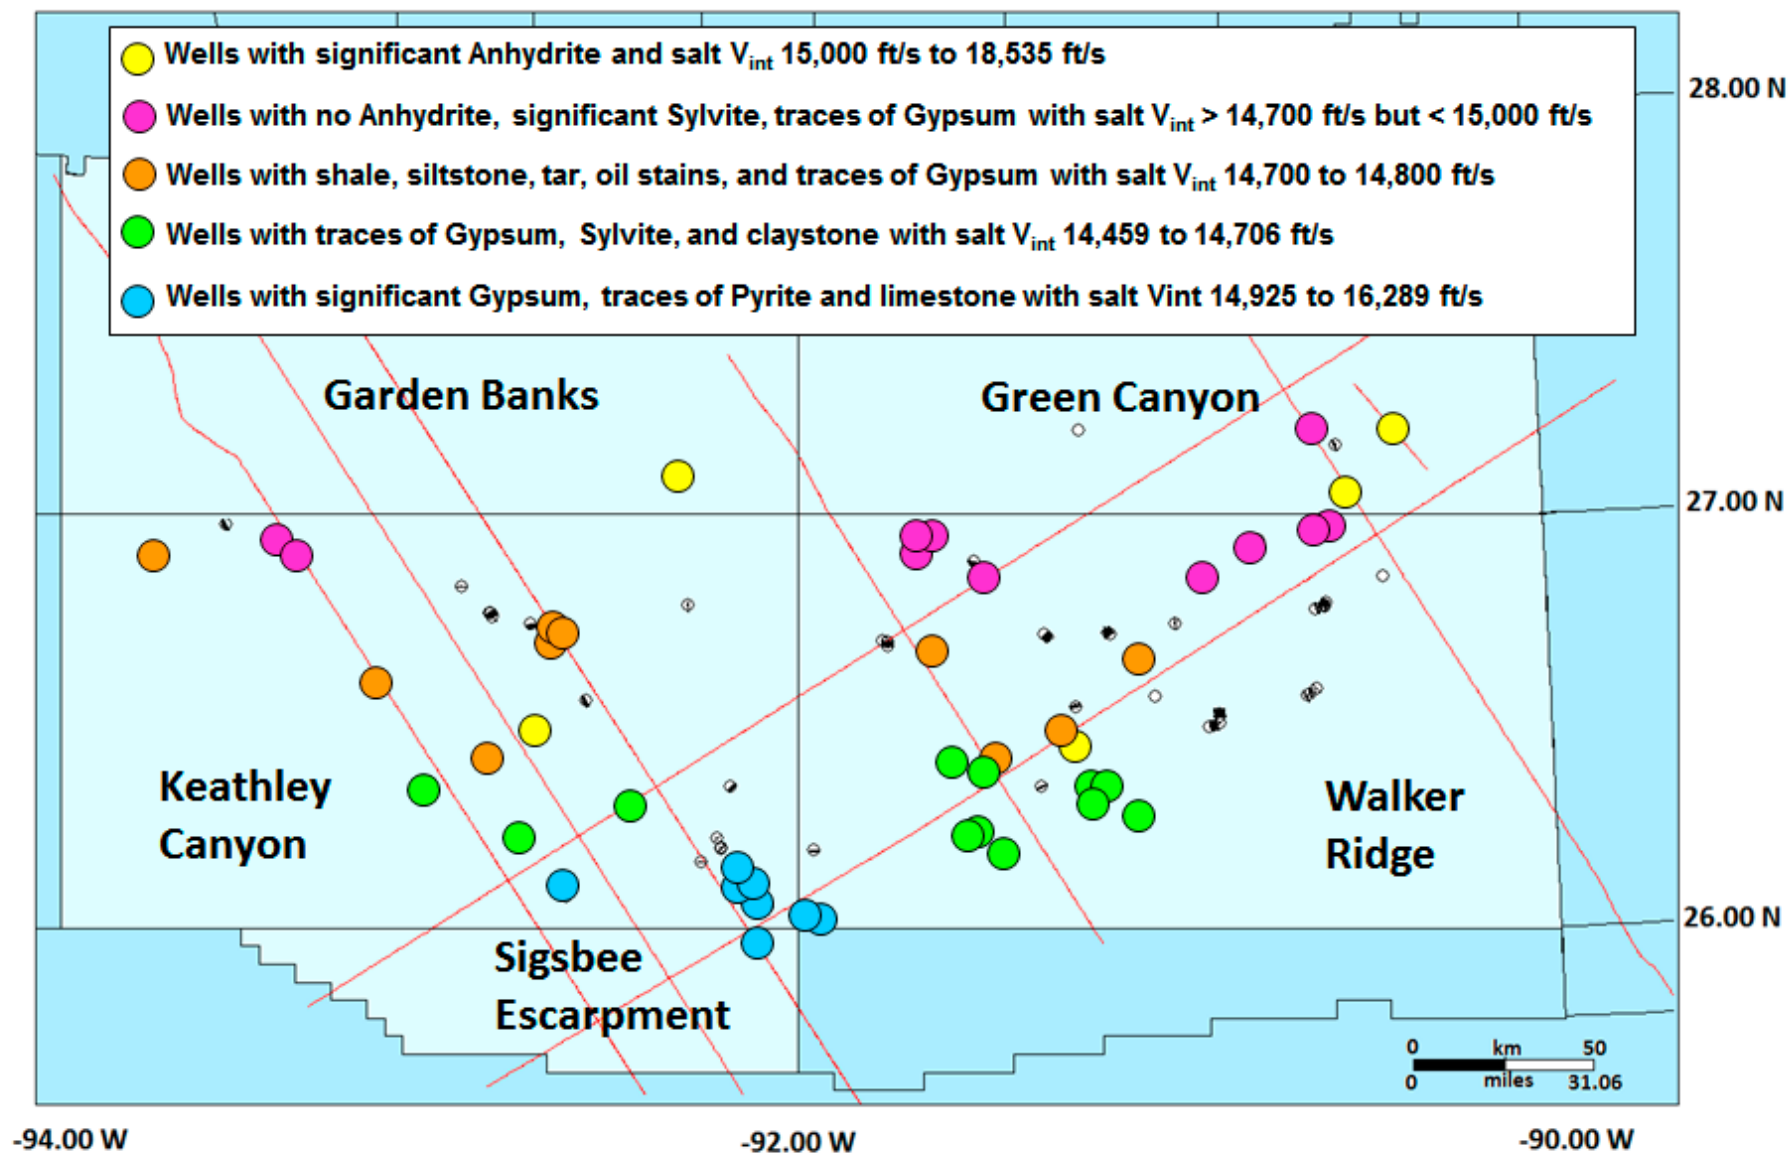 Wells with significant Anhydrite and salt Vint 15,000 ft/s to 18,535 ft/s
Wells with no Anhydrite, significant Sylvite, traces of Gypsum with salt Vint > 14,700 ft/s but < 15,000 ft/s
Wells with shale, siltstone, tar, oil stains, and traces of Gypsum with salt Vint 14,700 to 14,800 ft/s
Wells with traces of Gypsum, Sylvite, and claystone with salt Vint 14,459 to 14,706 ft/s
Wells with significant Gypsum, traces of Pyrite and limestone with salt Vint 14,925 to 16,289 ft/s
28.00 N
Garden Banks
Green Canyon
27.00 N
Keathley
Canyon
Walker
Ridge
26.00 N
Sigsbee
Escarpment
0 km 50
0 miles 31.06
-94.00 W
-92.00 W
-90.00 W